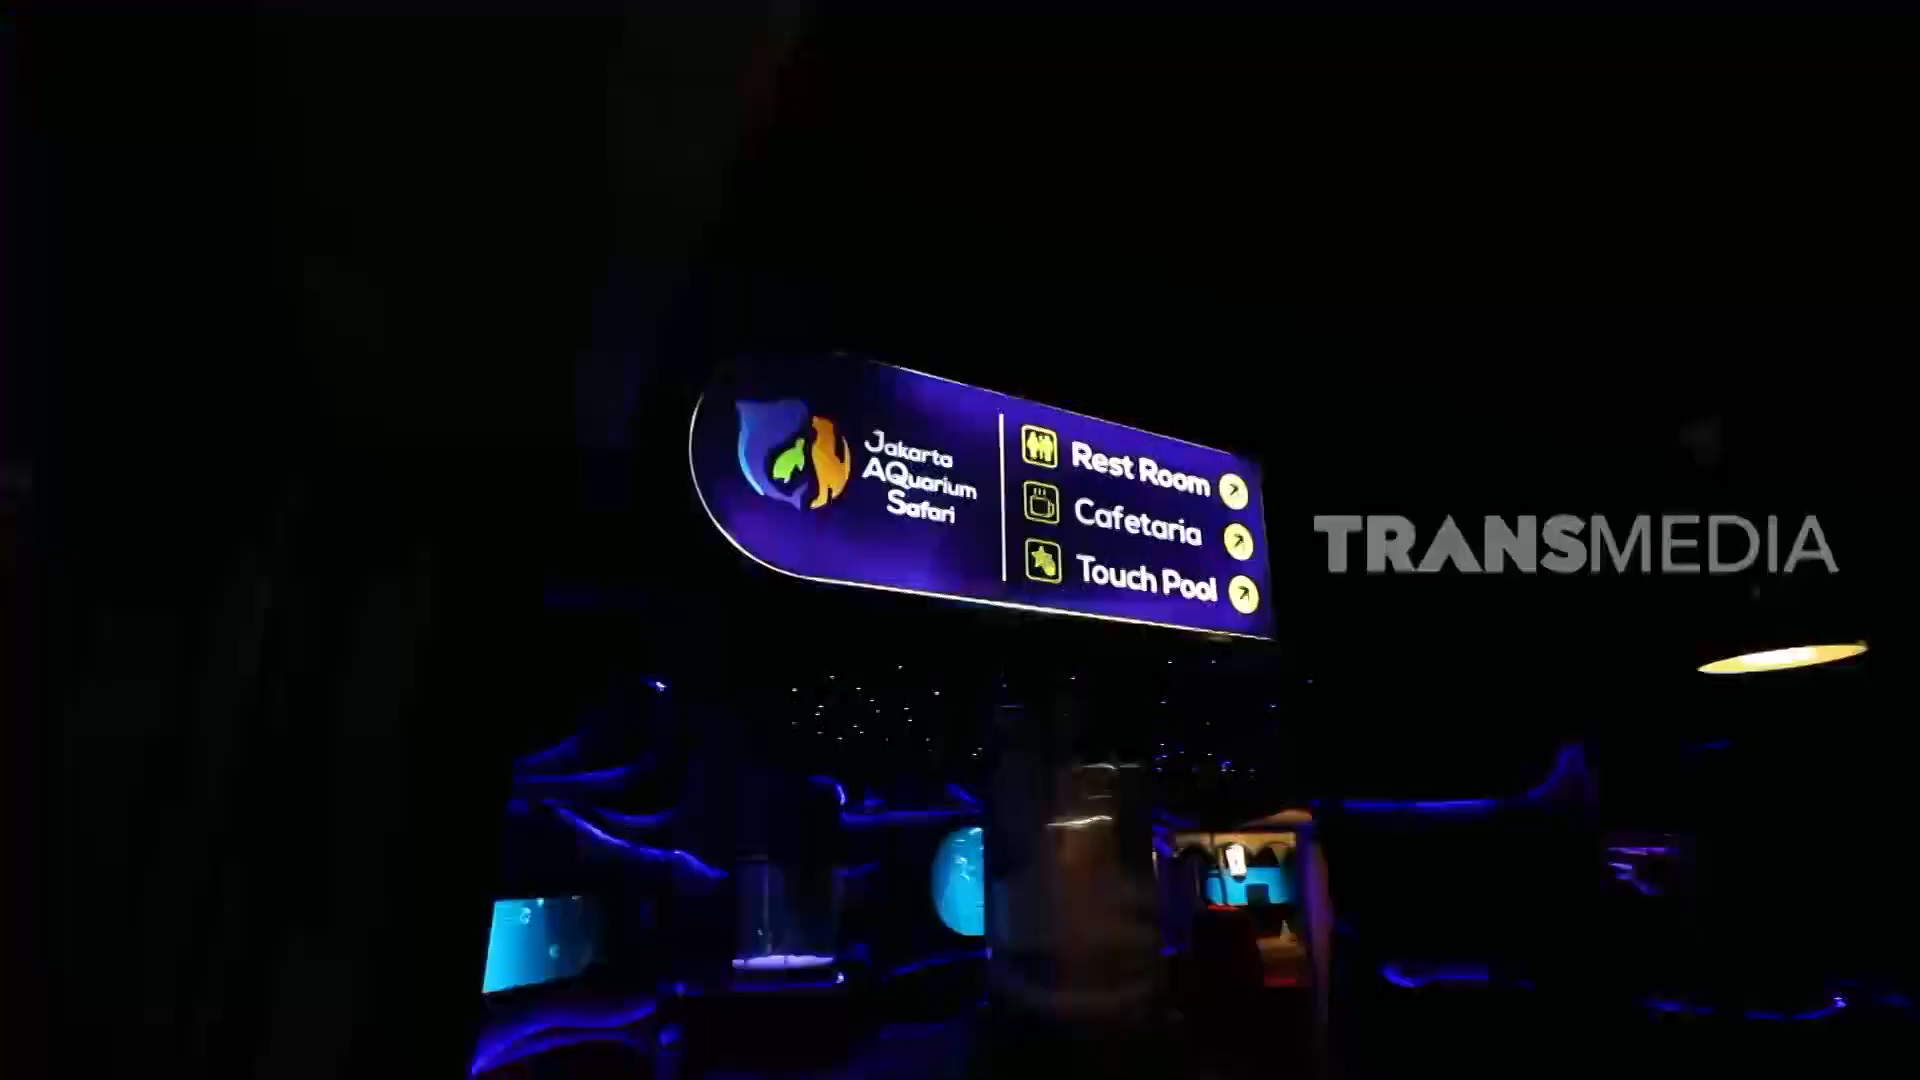 Jakarta
AQuarium
Safari
Rest Room
Cafetaria
Touch Pool
TRANSMEDIA